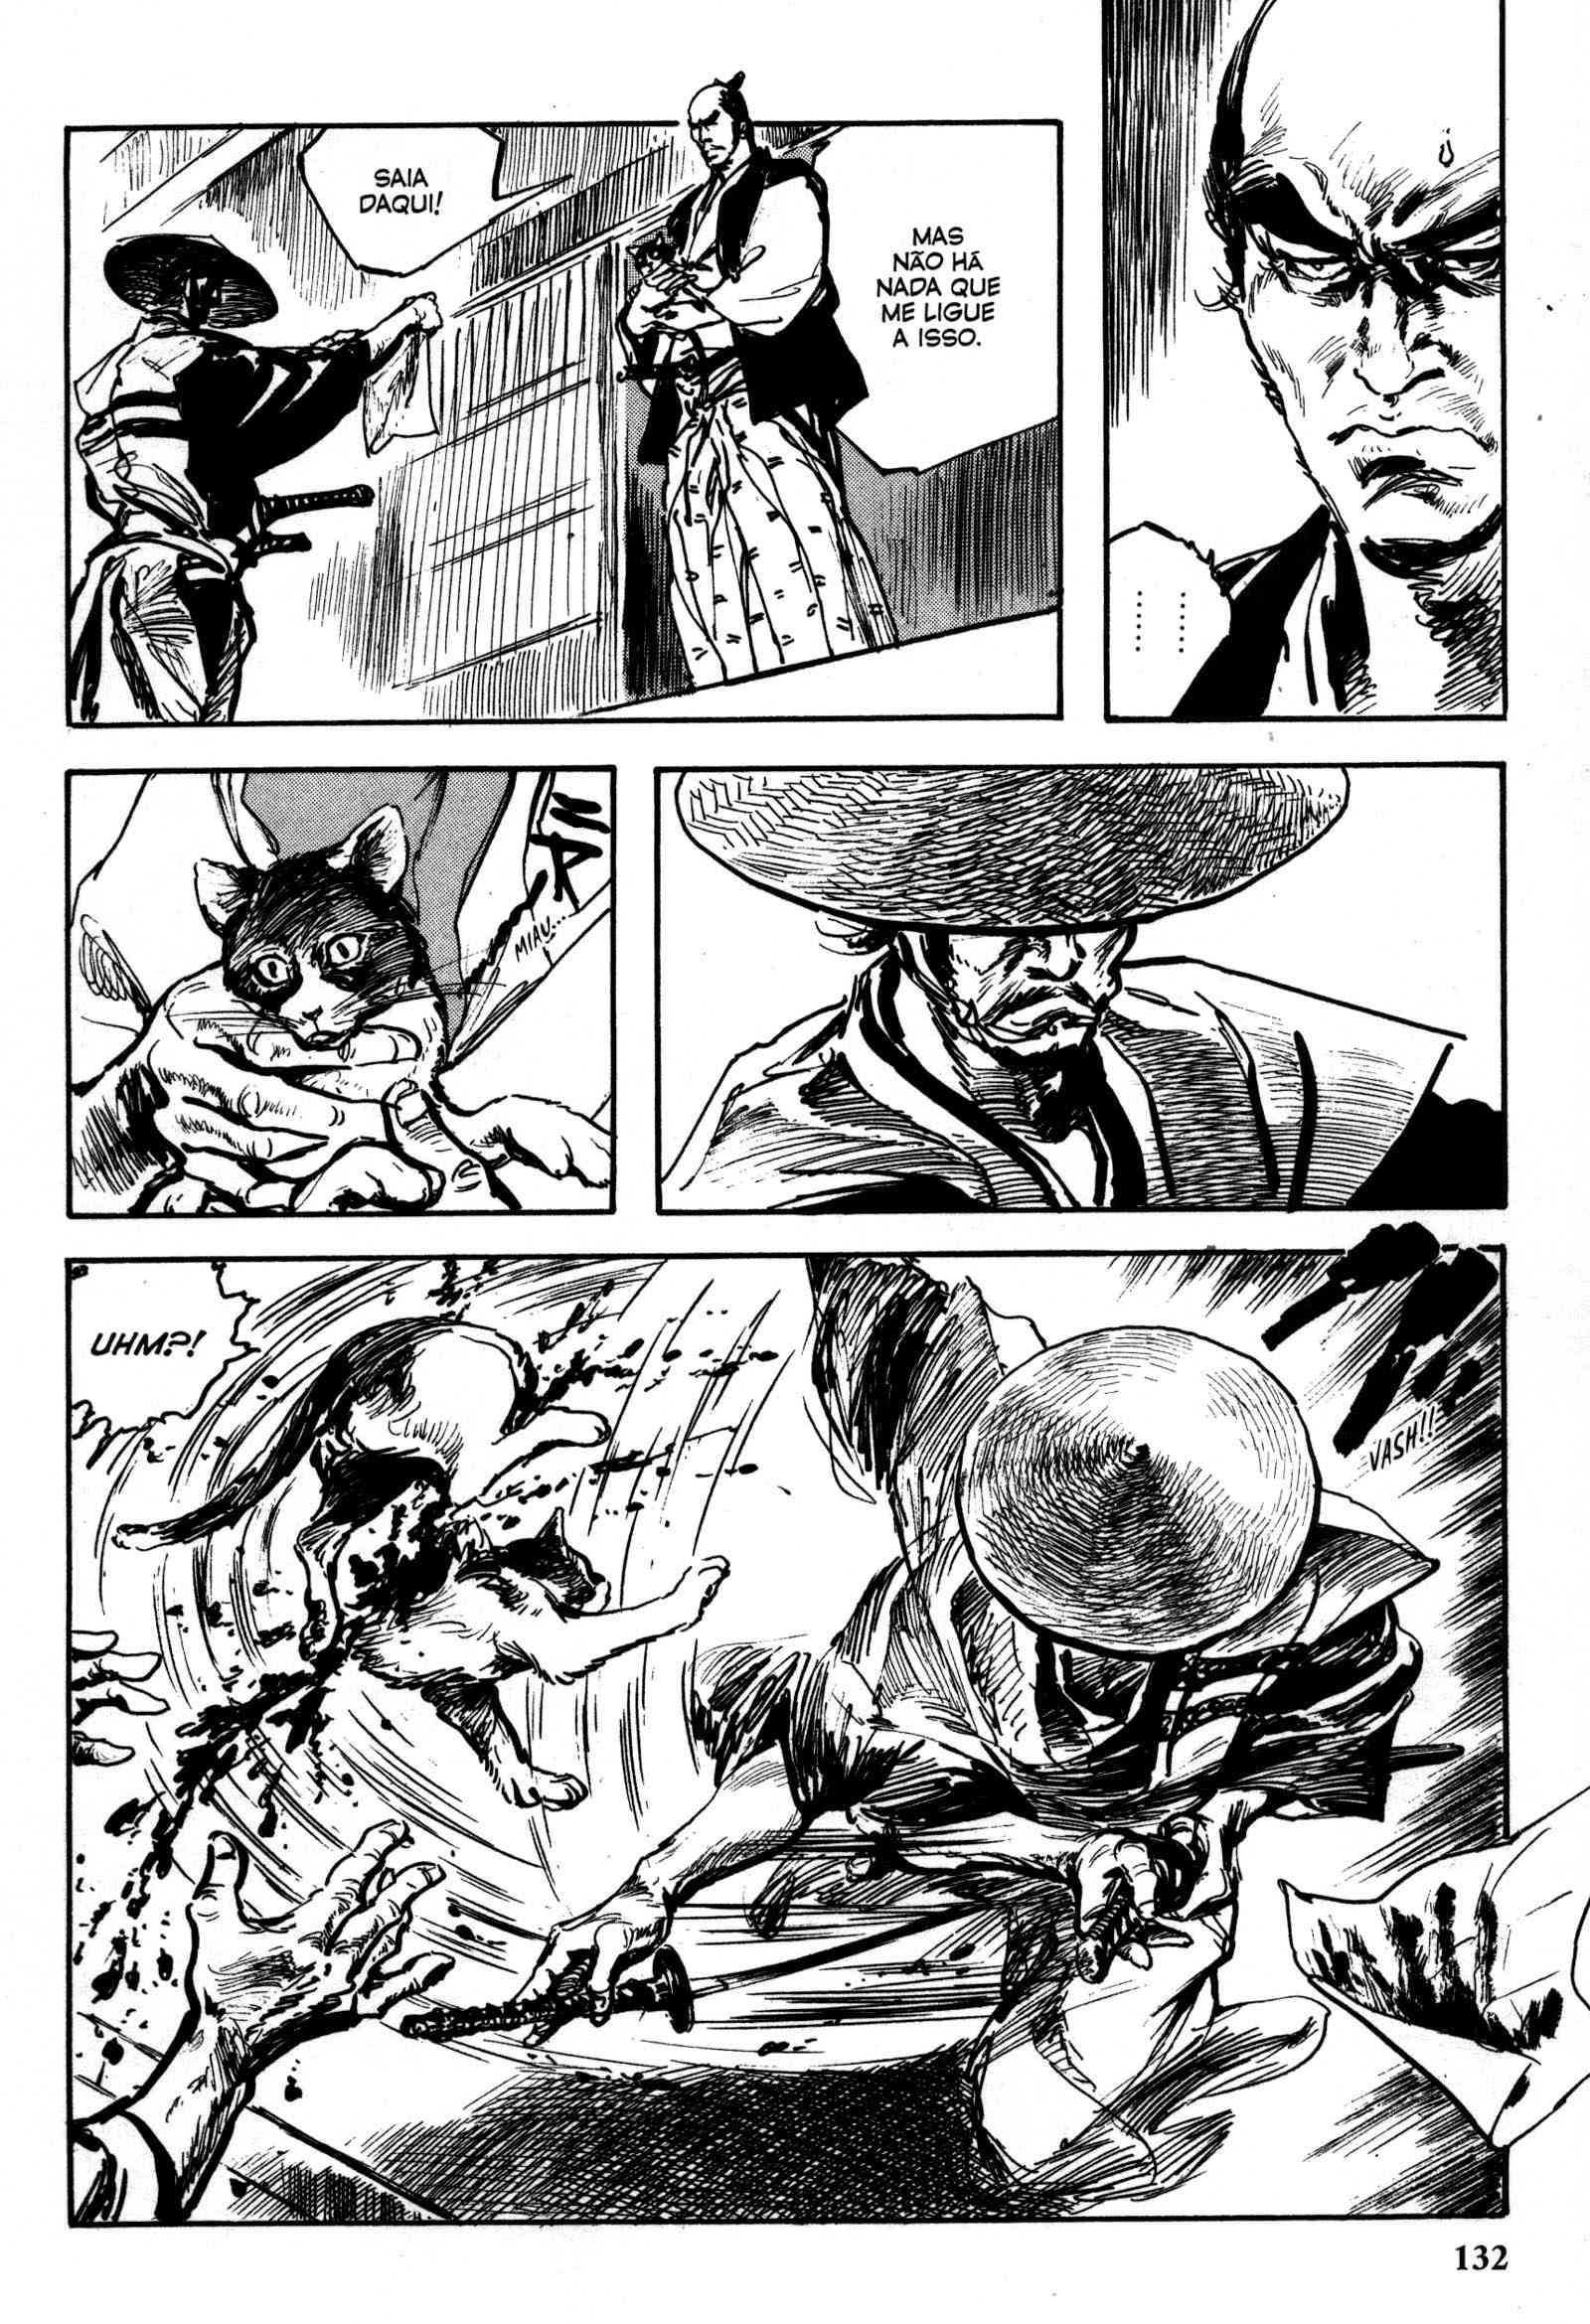 ......
......
MAS
NÃO HÁ
NADA QUE
ME LIGUE
A ISSO.
SAIA
DAQUI!
MIAU...
UHM?!
VASH!!
132